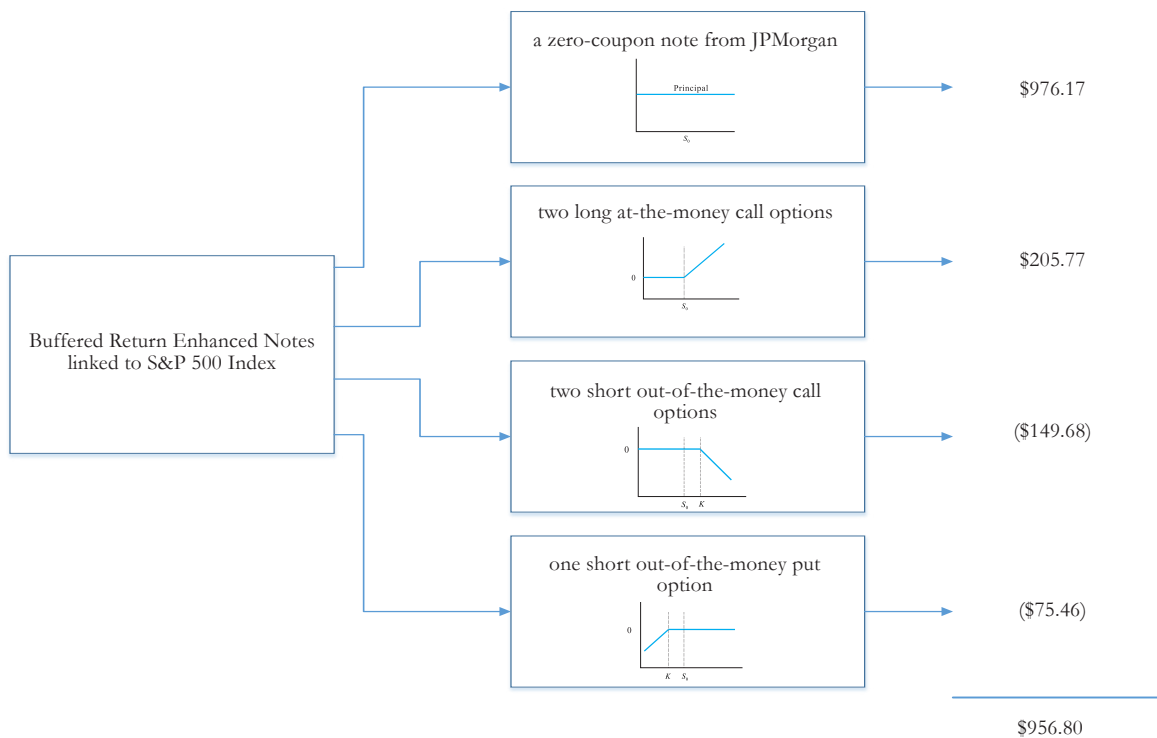 a zero-coupon note from JPMorgan
Principal
S₀
$976.17
two long at-the-money call options
0
S₀
$205.77
Buffered Return Enhanced Notes
linked to S&P 500 Index
two short out-of-the-money call
options
0
S₀ K
($149.68)
one short out-of-the-money put
option
0
K S₀
($75.46)
$956.80